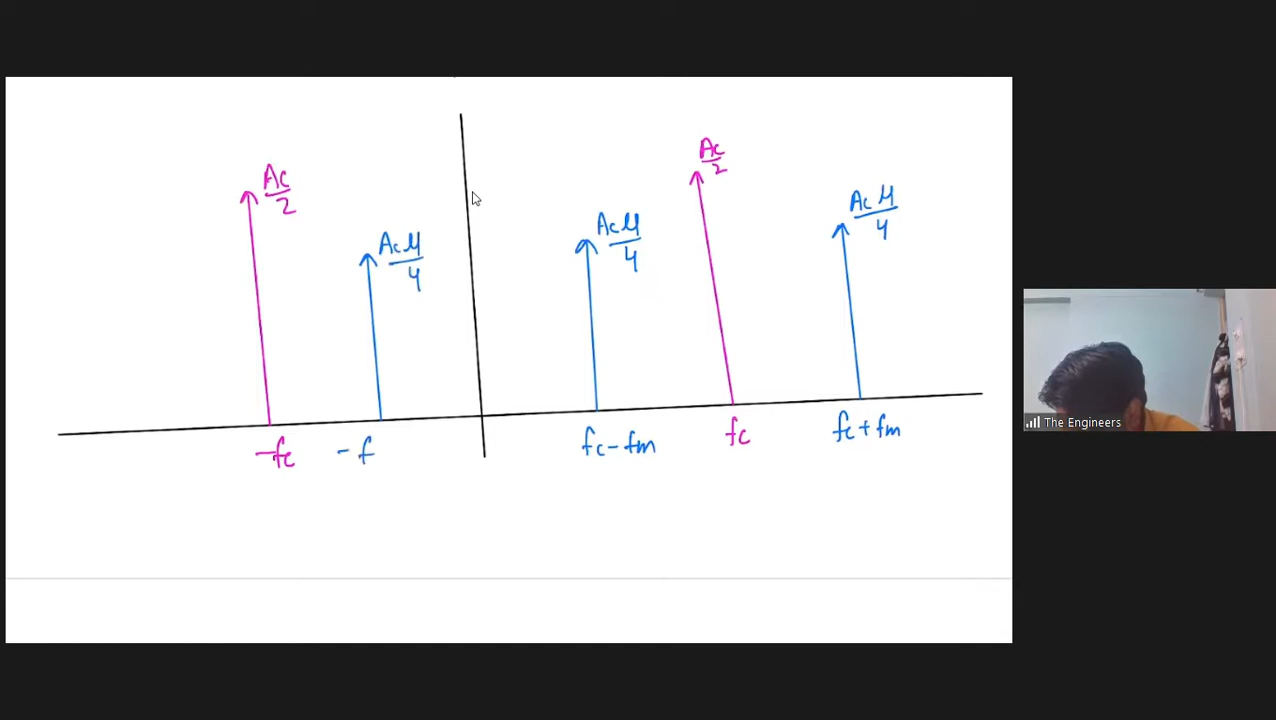 Ac/2
Ac/2
Acμ/4
Acμ/4
Acμ/4
-fc
-f
fc-fm
fc
fc+fm
The Engineers